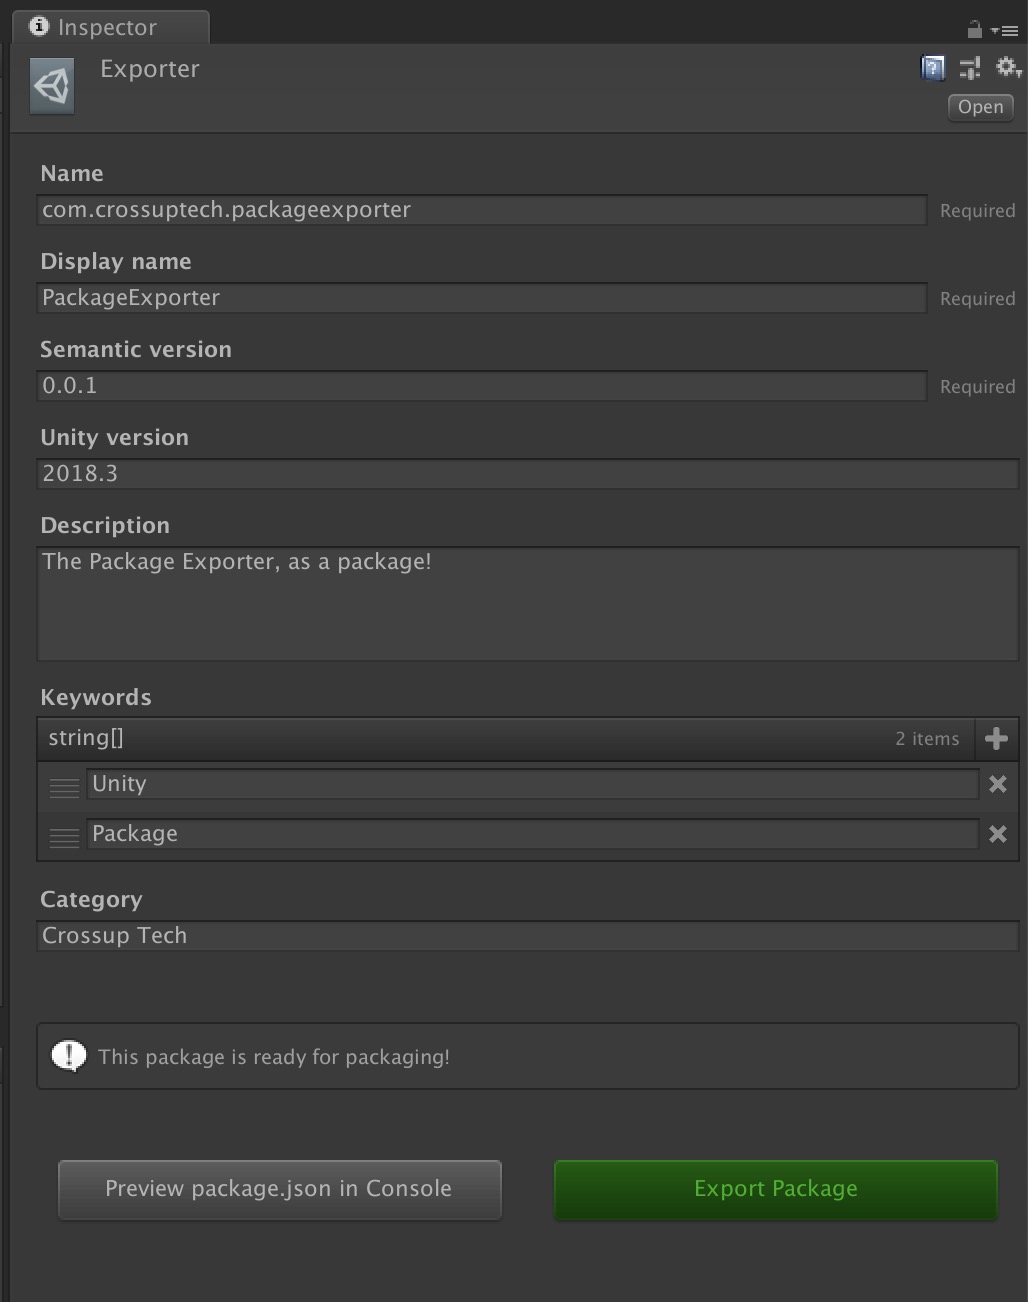 Inspector
Exporter
Open
Name
com.crossuptech.packageexporter
Required
Display name
PackageExporter
Required
Semantic version
0.0.1
Required
Unity version
2018.3
Description
The Package Exporter, as a package!
Keywords
string[]
2 items
Unity
Package
Category
Crossup Tech
This package is ready for packaging!
Preview package.json in Console
Export Package